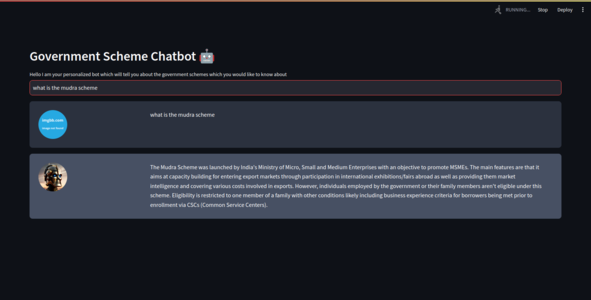 RUNNING... Stop Deploy
Government Scheme Chatbot 🤖
Hello I am your personalized bot which will tell you about the government schemes which you would like to know about
what is the mudra scheme
imgbb.com
what is the mudra scheme
The Mudra Scheme was launched by India's Ministry of Micro, Small and Medium Enterprises with an objective to promote MSMEs. The main features are that it
aims at capacity building for entering export markets through participation in international exhibitions/fairs abroad as well as providing them market
intelligence and covering various costs involved in exports. However, individuals employed by the government or their family members aren't eligible under this
scheme. Eligibility is restricted to one member of a family with other conditions likely including business experience criteria for borrowers being met prior to
enrollment via CSCs (Common Service Centers).